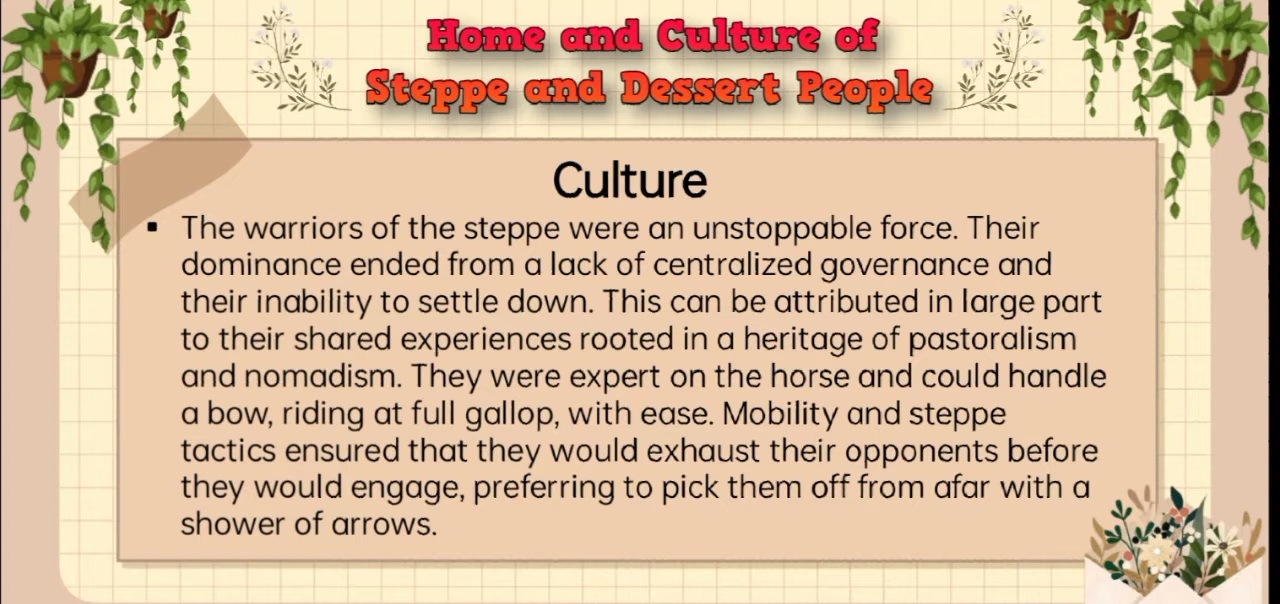 Home and Culture of
Steppe and Dessert People
Culture
▪ The warriors of the steppe were an unstoppable force. Their
dominance ended from a lack of centralized governance and
their inability to settle down. This can be attributed in large part
to their shared experiences rooted in a heritage of pastoralism
and nomadism. They were expert on the horse and could handle
a bow, riding at full gallop, with ease. Mobility and steppe
tactics ensured that they would exhaust their opponents before
they would engage, preferring to pick them off from afar with a
shower of arrows.